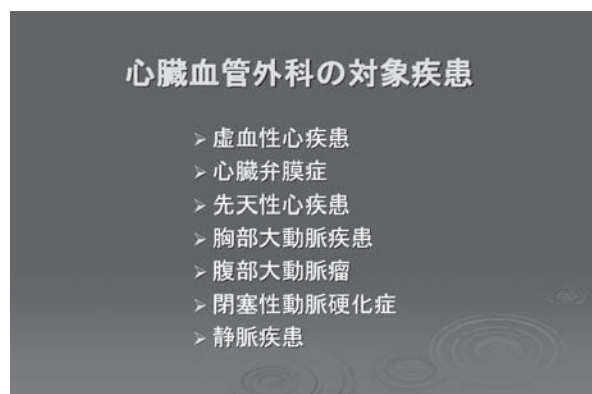 心臓血管外科の対象疾患
➢ 虚血性心疾患
➢ 心臓弁膜症
➢ 先天性心疾患
➢ 胸部大動脈疾患
➢ 腹部大動脈瘤
➢ 閉塞性動脈硬化症
➢ 静脈疾患